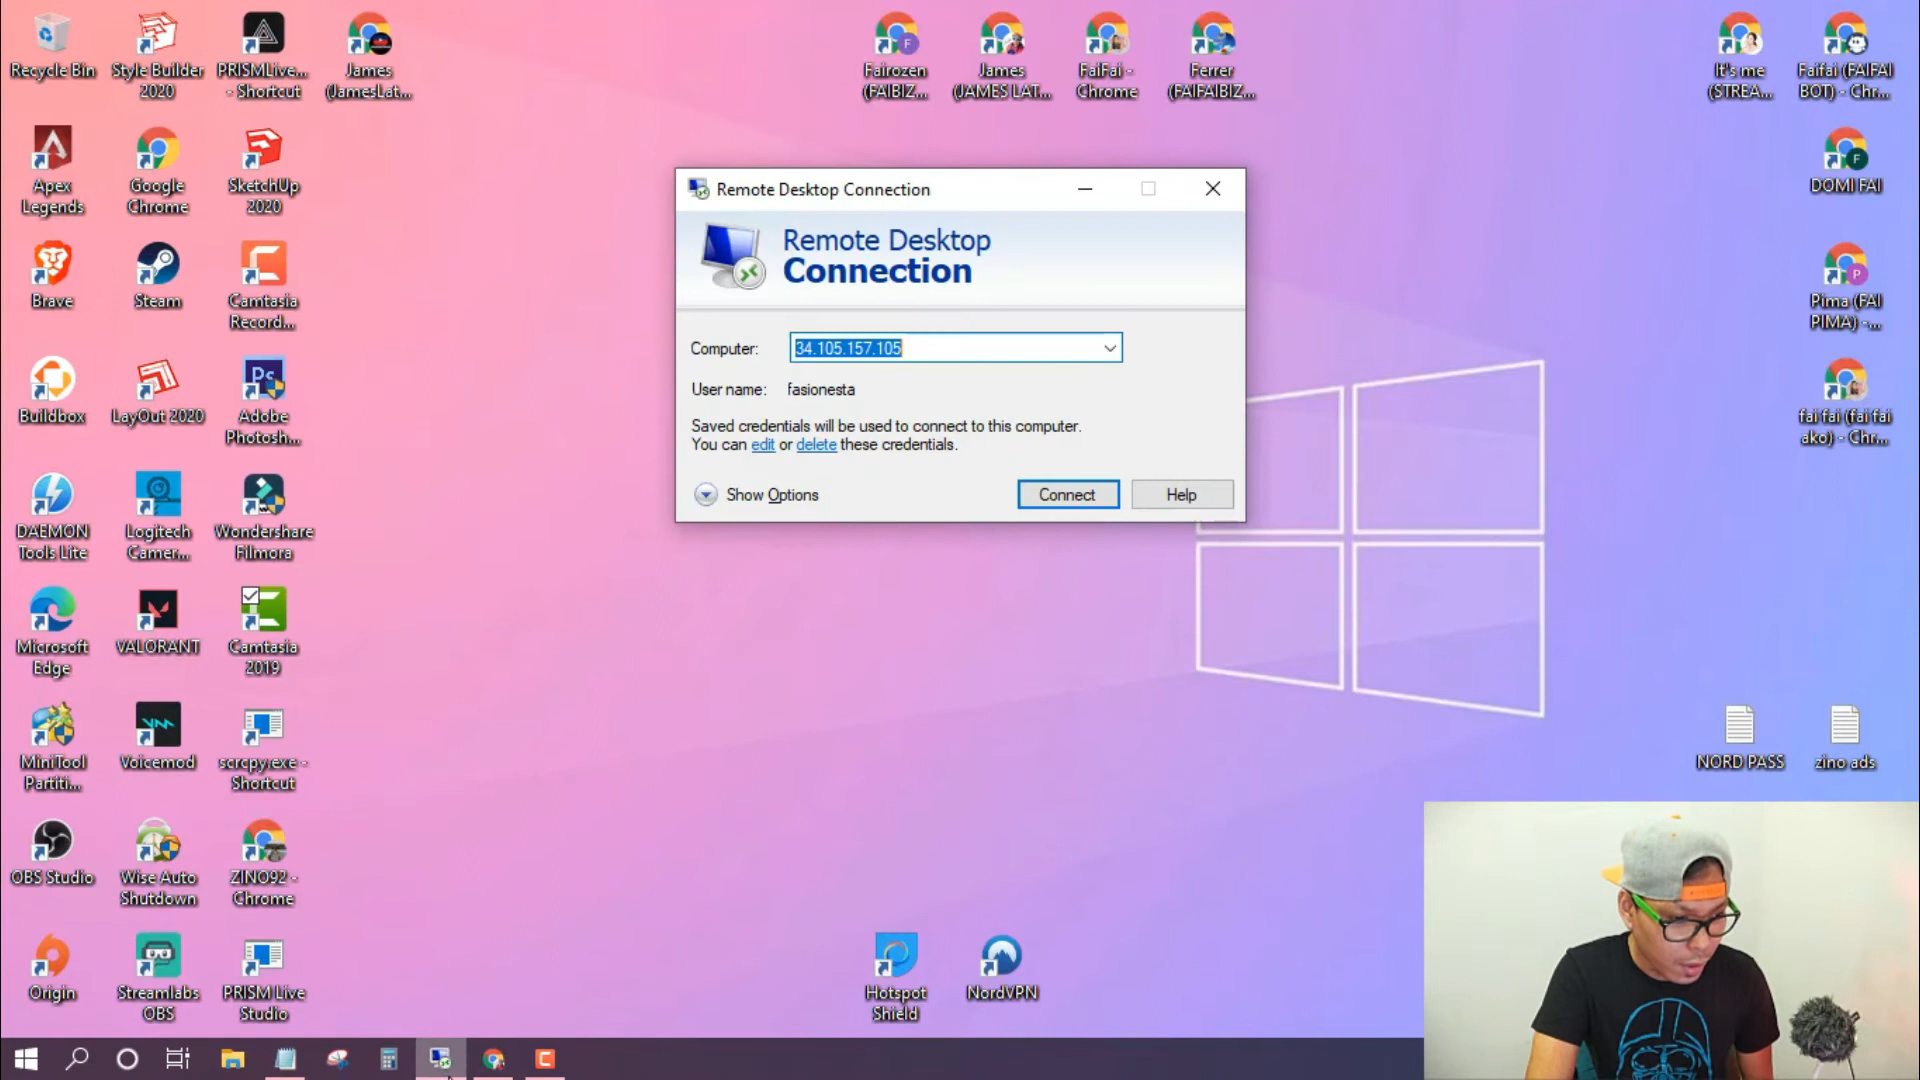 Recycle Bin
Style Builder
2020
PRISMLive...
- Shortcut
James
(JamesLat...
Fairozen
(FAIBIZ...
James
(JAMES LAT...
FaiFai -
Chrome
Ferrer
(FAIFAIBIZ...
It's me
(STREA...
Faifai (FAIFAI
BOT) - Chr...
Apex
Legends
Google
Chrome
SketchUp
2020
F
DOMI FAI
Brave
Steam
Camtasia
Record...
P
Pima (FAI
PIMA) -...
Buildbox
LayOut 2020
Ps
Adobe
Photosh...
fai fai (fai fai
ako) - Chr...
DAEMON
Tools Lite
Logitech
Camer...
Wondershare
Filmora
Microsoft
Edge
VALORANT
Camtasia
2019
MiniTool
Partiti...
Voicemod
scrcpy.exe -
Shortcut
NORD PASS
zino ads
OBS Studio
Wise Auto
Shutdown
ZINO92 -
Chrome
Origin
Streamlabs
OBS
PRISM Live
Studio
Hotspot
Shield
NordVPN
Remote Desktop Connection
Remote Desktop
Connection
Computer:
34.105.157.105
User name:
fasionesta
Saved credentials will be used to connect to this computer.
You can edit or delete these credentials.
Show Options
Connect
Help